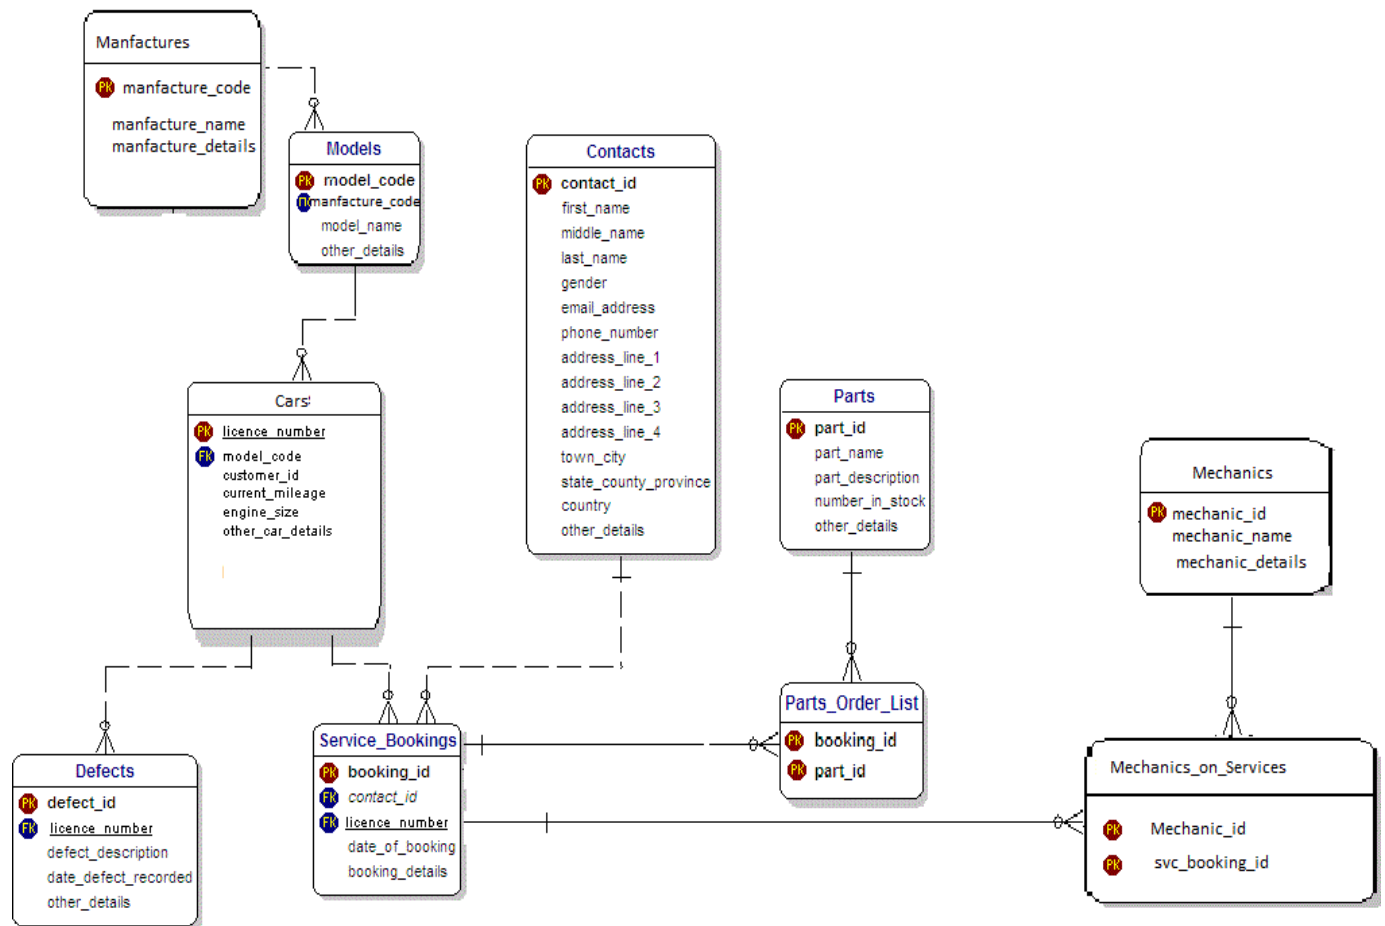 Manfactures
PK manfacture_code
manfacture_name
manfacture_details
Models
PK model_code
manfacture_code
model_name
other_details
Contacts
PK contact_id
first_name
middle_name
last_name
gender
email_address
phone_number
address_line_1
address_line_2
address_line_3
address_line_4
town_city
state_county_province
country
other_details
Cars'
PK licence_number
FK model_code
customer_id
current_mileage
engine_size
other_car_details
Parts
PK part_id
part_name
part_description
number_in_stock
other_details
Mechanics
PK mechanic_id
mechanic_name
mechanic_details
Defects
PK defect_id
FK licence_number
defect_description
date_defect_recorded
other_details
Service_Bookings
PK booking_id
FK contact_id
FK licence_number
date_of_booking
booking_details
Parts_Order_List
PK booking_id
PK part_id
Mechanics_on_Services
PK Mechanic_id
PK svc_booking_id